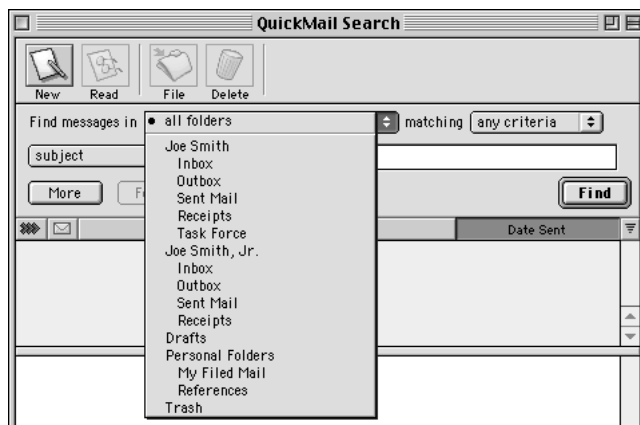 QuickMail Search
New Read File Delete
Find messages in • all folders matching any criteria
subject
Joe Smith
Inbox
Outbox
Sent Mail
Receipts
Task Force
Joe Smith, Jr.
Inbox
Outbox
Sent Mail
Receipts
Drafts
Personal Folders
My Filed Mail
References
Trash
More
Find
Date Sent